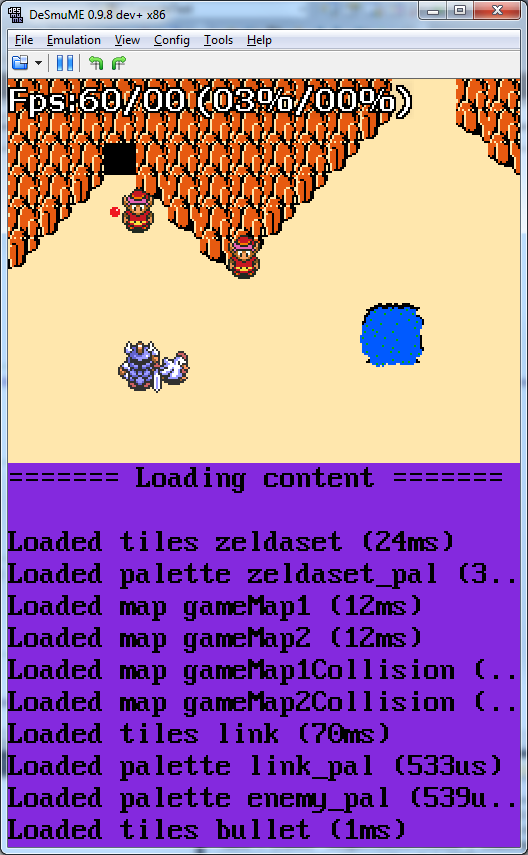 DeSmuME 0.9.8 dev+ x86
File Emulation View Config Tools Help
Fps:60/00 (03%/00%)
======= Loading content =======
Loaded tiles zeldaset (24ms)
Loaded palette zeldaset_pal (3..
Loaded map gameMap1 (12ms)
Loaded map gameMap2 (12ms)
Loaded map gameMap1Collision (..
Loaded map gameMap2Collision (..
Loaded tiles link (70ms)
Loaded palette link_pal (533us)
Loaded palette enemy_pal (539u..
Loaded tiles bullet (1ms)